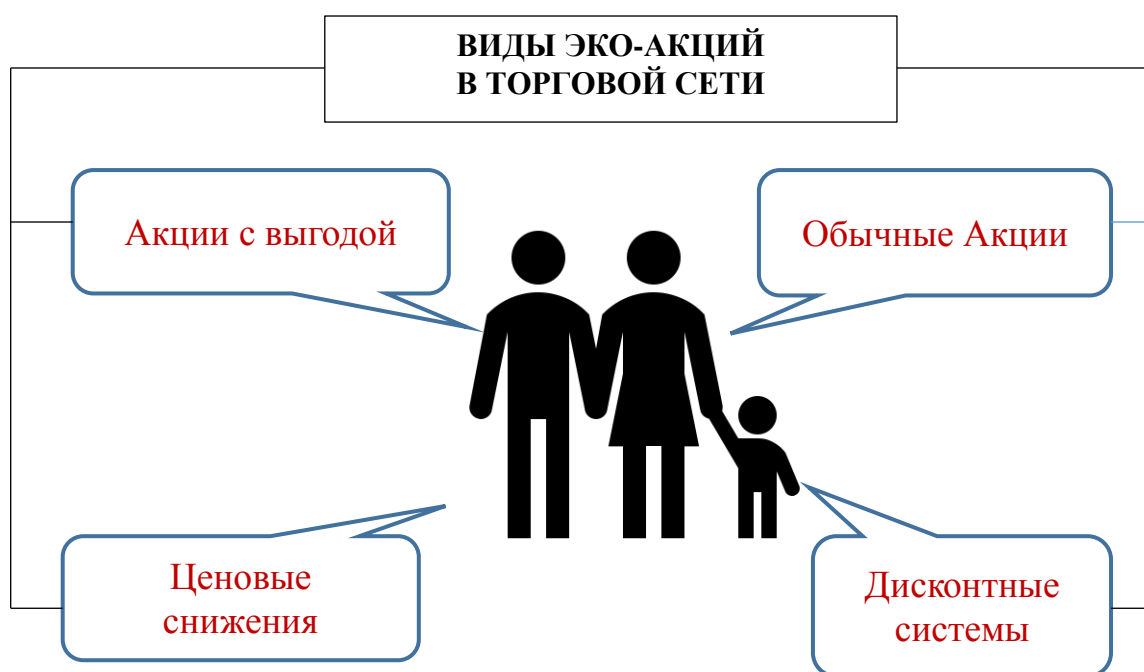 ВИДЫ ЭКО-АКЦИЙ
В ТОРГОВОЙ СЕТИ
Акции с выгодой
Обычные Акции
Ценовые
снижения
Дисконтные
системы